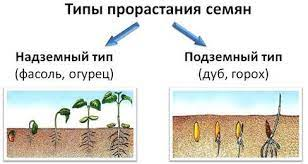 Типы прорастания семян
Надземный тип
(фасоль, огурец)
Подземный тип
(дуб, горох)